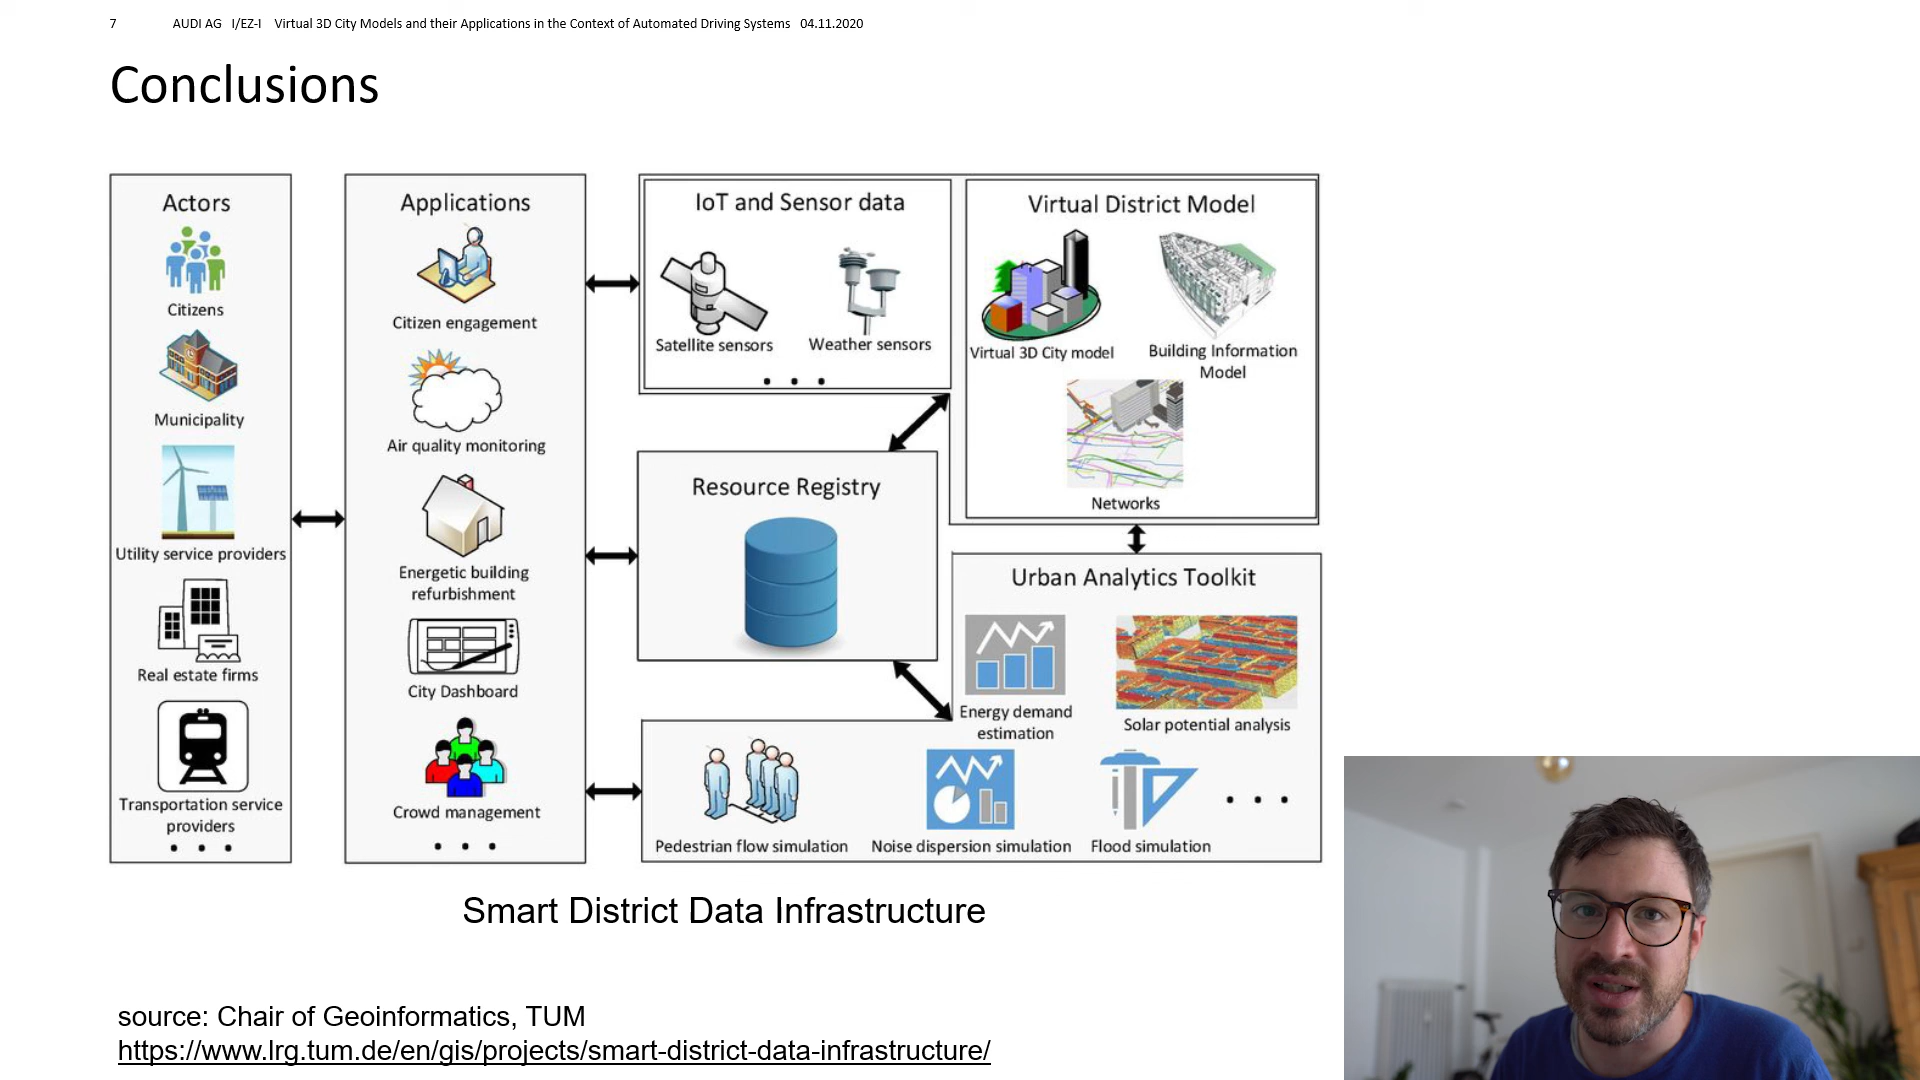 7 AUDI AG I/EZ-I Virtual 3D City Models and their Applications in the Context of Automated Driving Systems 04.11.2020
Conclusions
Actors
Citizens
Municipality
Utility service providers
Real estate firms
Transportation service
providers
Applications
Citizen engagement
Air quality monitoring
Energetic building
refurbishment
City Dashboard
Crowd management
IoT and Sensor data
Satellite sensors
Weather sensors
Virtual District Model
Virtual 3D City model
Building Information
Model
Networks
Resource Registry
Urban Analytics Toolkit
Energy demand
estimation
Solar potential analysis
Pedestrian flow simulation
Noise dispersion simulation
Flood simulation
Smart District Data Infrastructure
source: Chair of Geoinformatics, TUM
https://www.lrg.tum.de/en/gis/projects/smart-district-data-infrastructure/